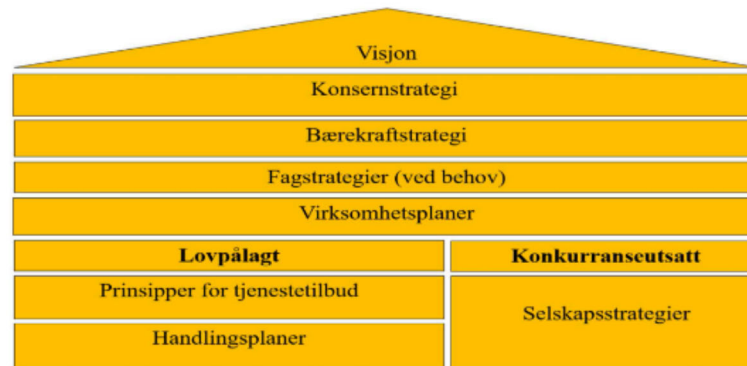 Visjon
Konsernstrategi
Bærekraftstrategi
Fagstrategier (ved behov)
Virksomhetsplaner
Lovpålagt
Konkurranseutsatt
Prinsipper for tjenestetilbud
Selskapsstrategier
Handlingsplaner